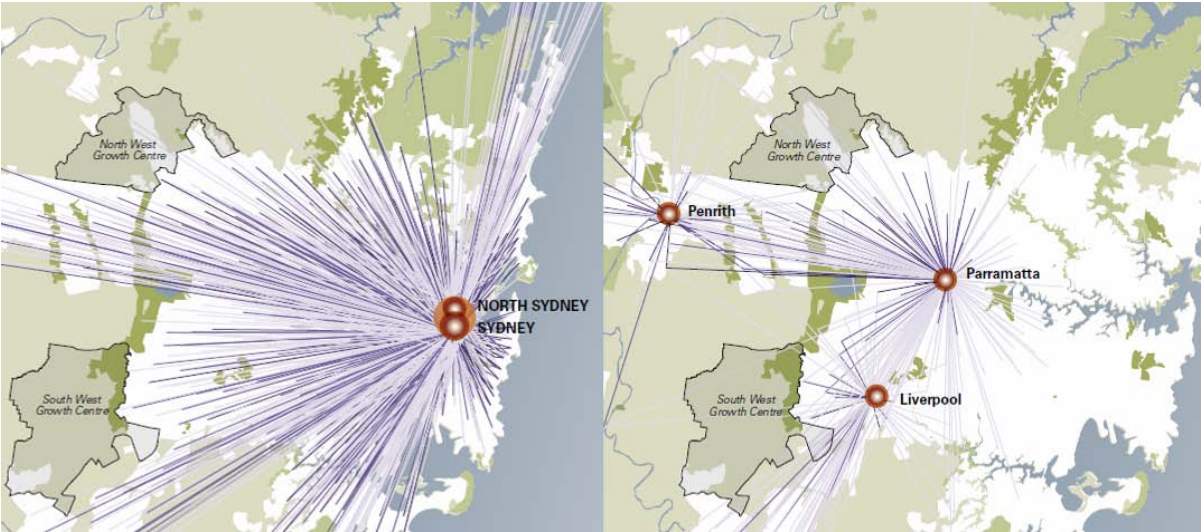 North West
Growth Centre
NORTH SYDNEY
SYDNEY
South West
Growth Centre
North West
Growth Centre
Penrith
Parramatta
South West
Growth Centre
Liverpool